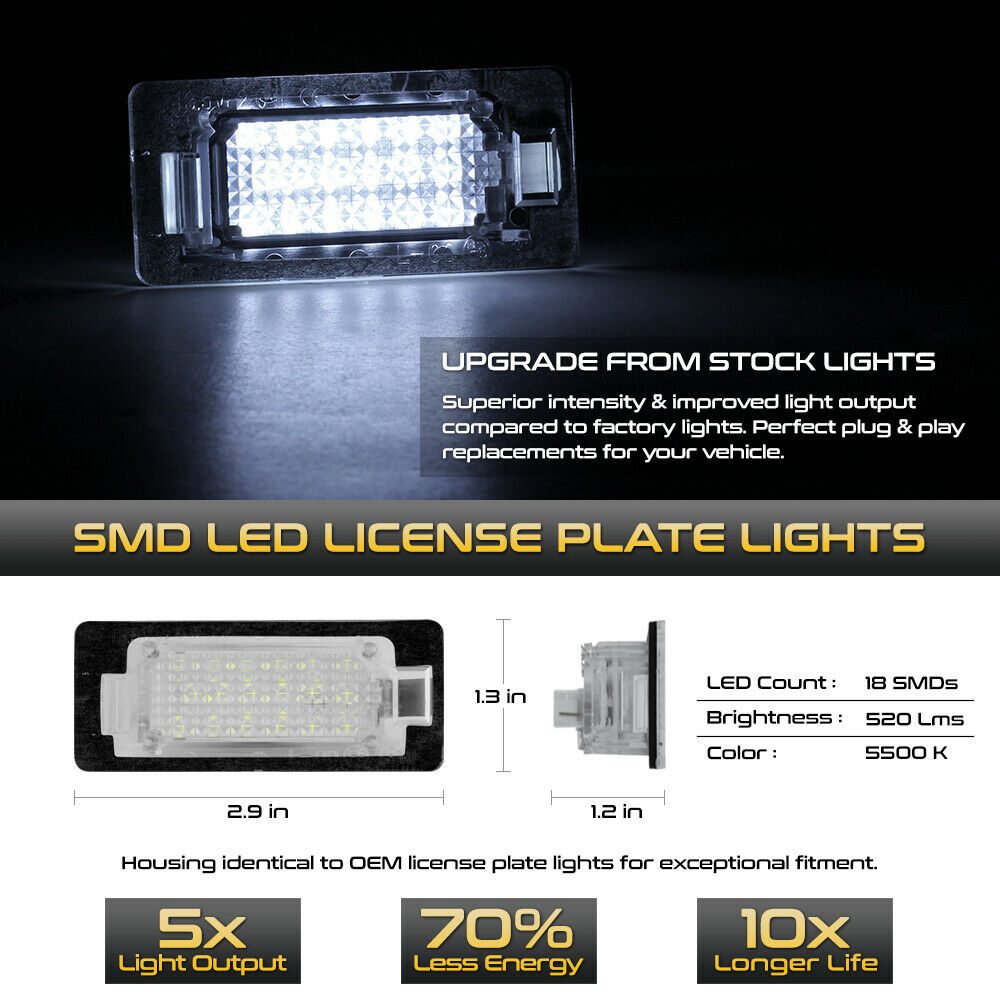 UPGRADE FROM STOCK LIGHTS
Superior intensity & improved light output
compared to factory lights. Perfect plug & play
replacements for your vehicle.
SMD LED LICENSE PLATE LIGHTS
1.3 in
2.9 in
1.2 in
LED Count : 18 SMDs
Brightness : 520 Lms
Color : 5500 K
Housing identical to OEM license plate lights for exceptional fitment.
5x
Light Output
70%
Less Energy
10x
Longer Life